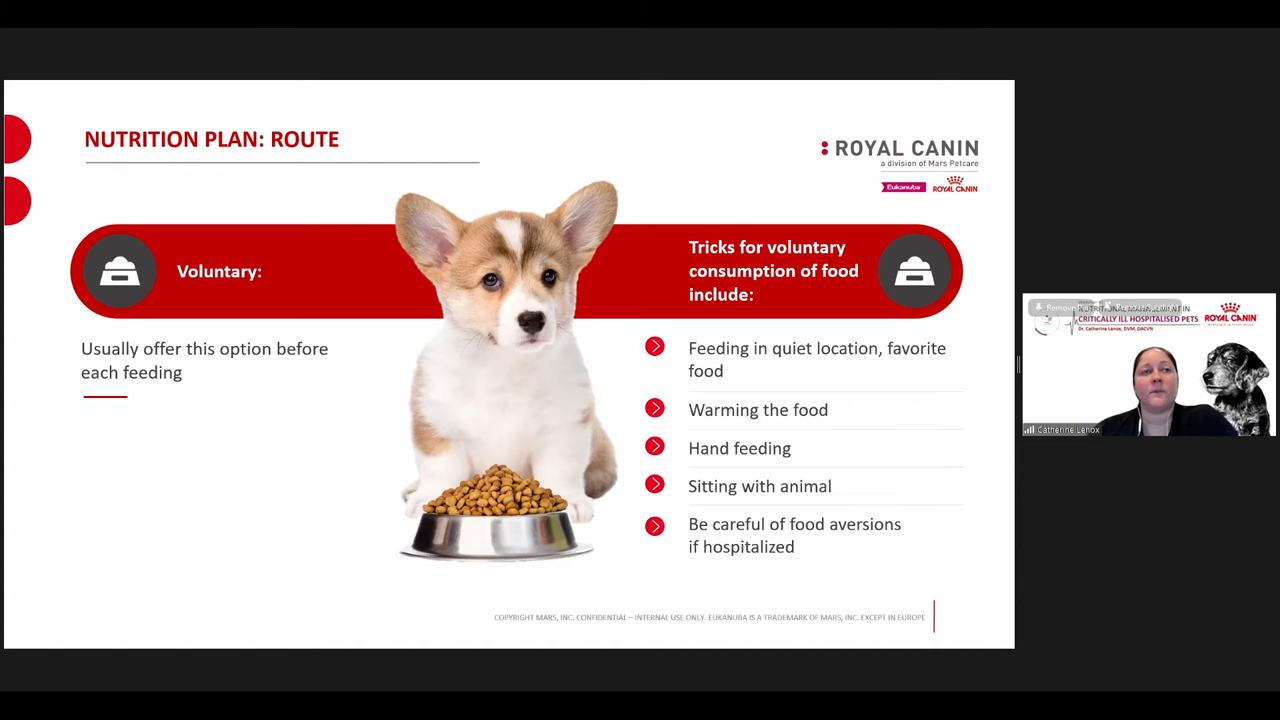 NUTRITION PLAN: ROUTE
ROYAL CANIN
a division of Mars Petcare
Eukanuba
ROYAL CANIN
Voluntary:
Tricks for voluntary
consumption of food
include:
Usually offer this option before
each feeding
Feeding in quiet location, favorite
food
Warming the food
Hand feeding
Sitting with animal
Be careful of food aversions
if hospitalized
COPYRIGHT MARS, INC. CONFIDENTIAL – INTERNAL USE ONLY. EUKANUBA IS A TRADEMARK OF MARS, INC. EXCEPT IN EUROPE
NUTRITIONAL MANAGEMENT IN
CRITICALLY ILL HOSPITALISED PETS
Dr. Catherine Lenox, DVM, DACVN
ROYAL CANIN
Catherine Lenox